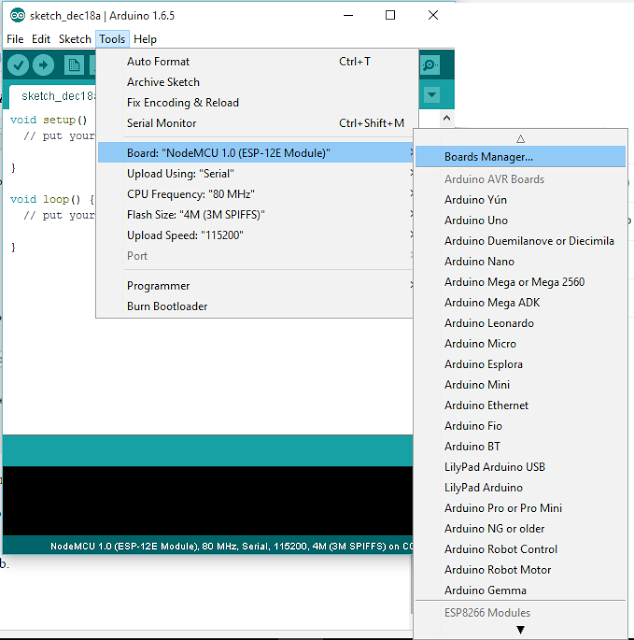 sketch_dec18a | Arduino 1.6.5
File Edit Sketch Tools Help
sketch_dec18a
void setup()
// put your
}
void loop() {
// put your
}
Auto Format Ctrl+T
Archive Sketch
Fix Encoding & Reload
Serial Monitor Ctrl+Shift+M
Board: "NodeMCU 1.0 (ESP-12E Module)"
Upload Using: "Serial"
CPU Frequency: "80 MHz"
Flash Size: "4M (3M SPIFFS)"
Upload Speed: "115200"
Port
Programmer
Burn Bootloader
Boards Manager...
Arduino AVR Boards
Arduino Yún
Arduino Uno
Arduino Duemilanove or Diecimila
Arduino Nano
Arduino Mega or Mega 2560
Arduino Mega ADK
Arduino Leonardo
Arduino Micro
Arduino Esplora
Arduino Mini
Arduino Ethernet
Arduino Fio
Arduino BT
LilyPad Arduino USB
LilyPad Arduino
Arduino Pro or Pro Mini
Arduino NG or older
Arduino Robot Control
Arduino Robot Motor
Arduino Gemma
ESP8266 Modules
NodeMCU 1.0 (ESP-12E Module), 80 MHz, Serial, 115200, 4M (3M SPIFFS) on CO
b.